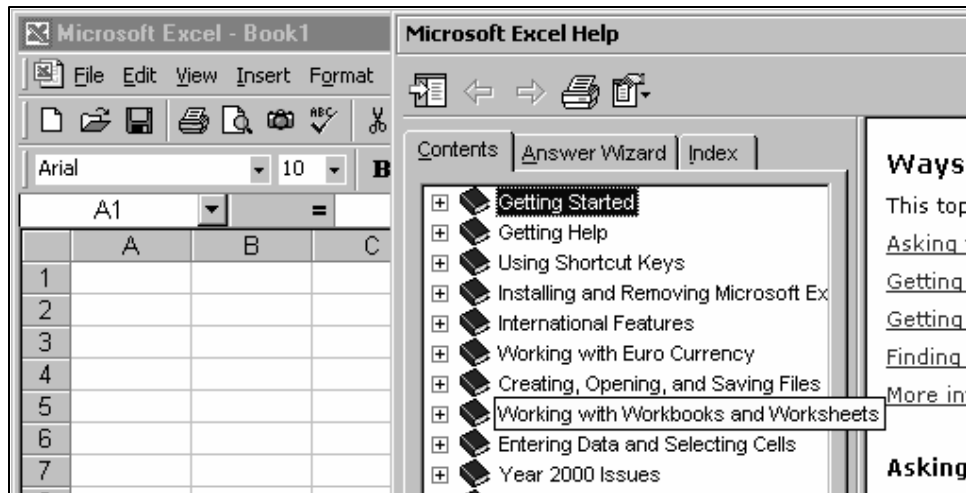 Microsoft Excel - Book1
File Edit View Insert Format
ABC
Arial 10 B
A1 =
A B C
1
2
3
4
5
6
7
Microsoft Excel Help
Contents Answer Wizard Index
Getting Started
Getting Help
Using Shortcut Keys
Installing and Removing Microsoft Ex
International Features
Working with Euro Currency
Creating, Opening, and Saving Files
Working with Workbooks and Worksheets
Entering Data and Selecting Cells
Year 2000 Issues
Ways
This top
Asking
Getting
Getting
Finding
More in
Asking